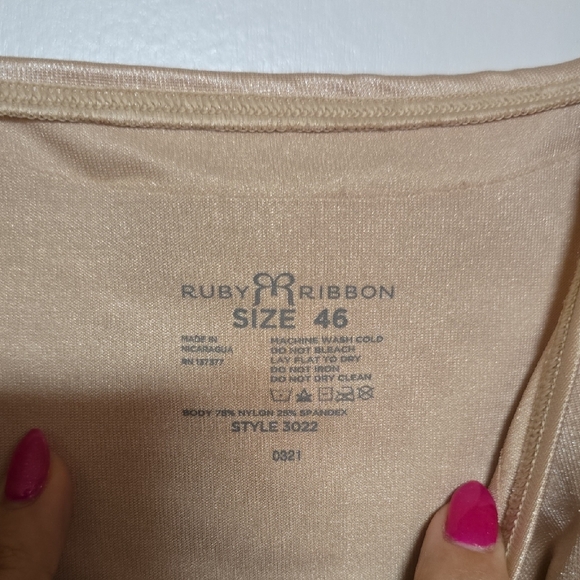 RUBY RIBBON
SIZE 46
MADE IN
NICARAGUA
RN 137377
MACHINE WASH COLD
DO NOT BLEACH
LAY FLAT TO DRY
DO NOT IRON
DO NOT DRY CLEAN
BODY 78% NYLON 25% SPANDEX
STYLE 3022
0321